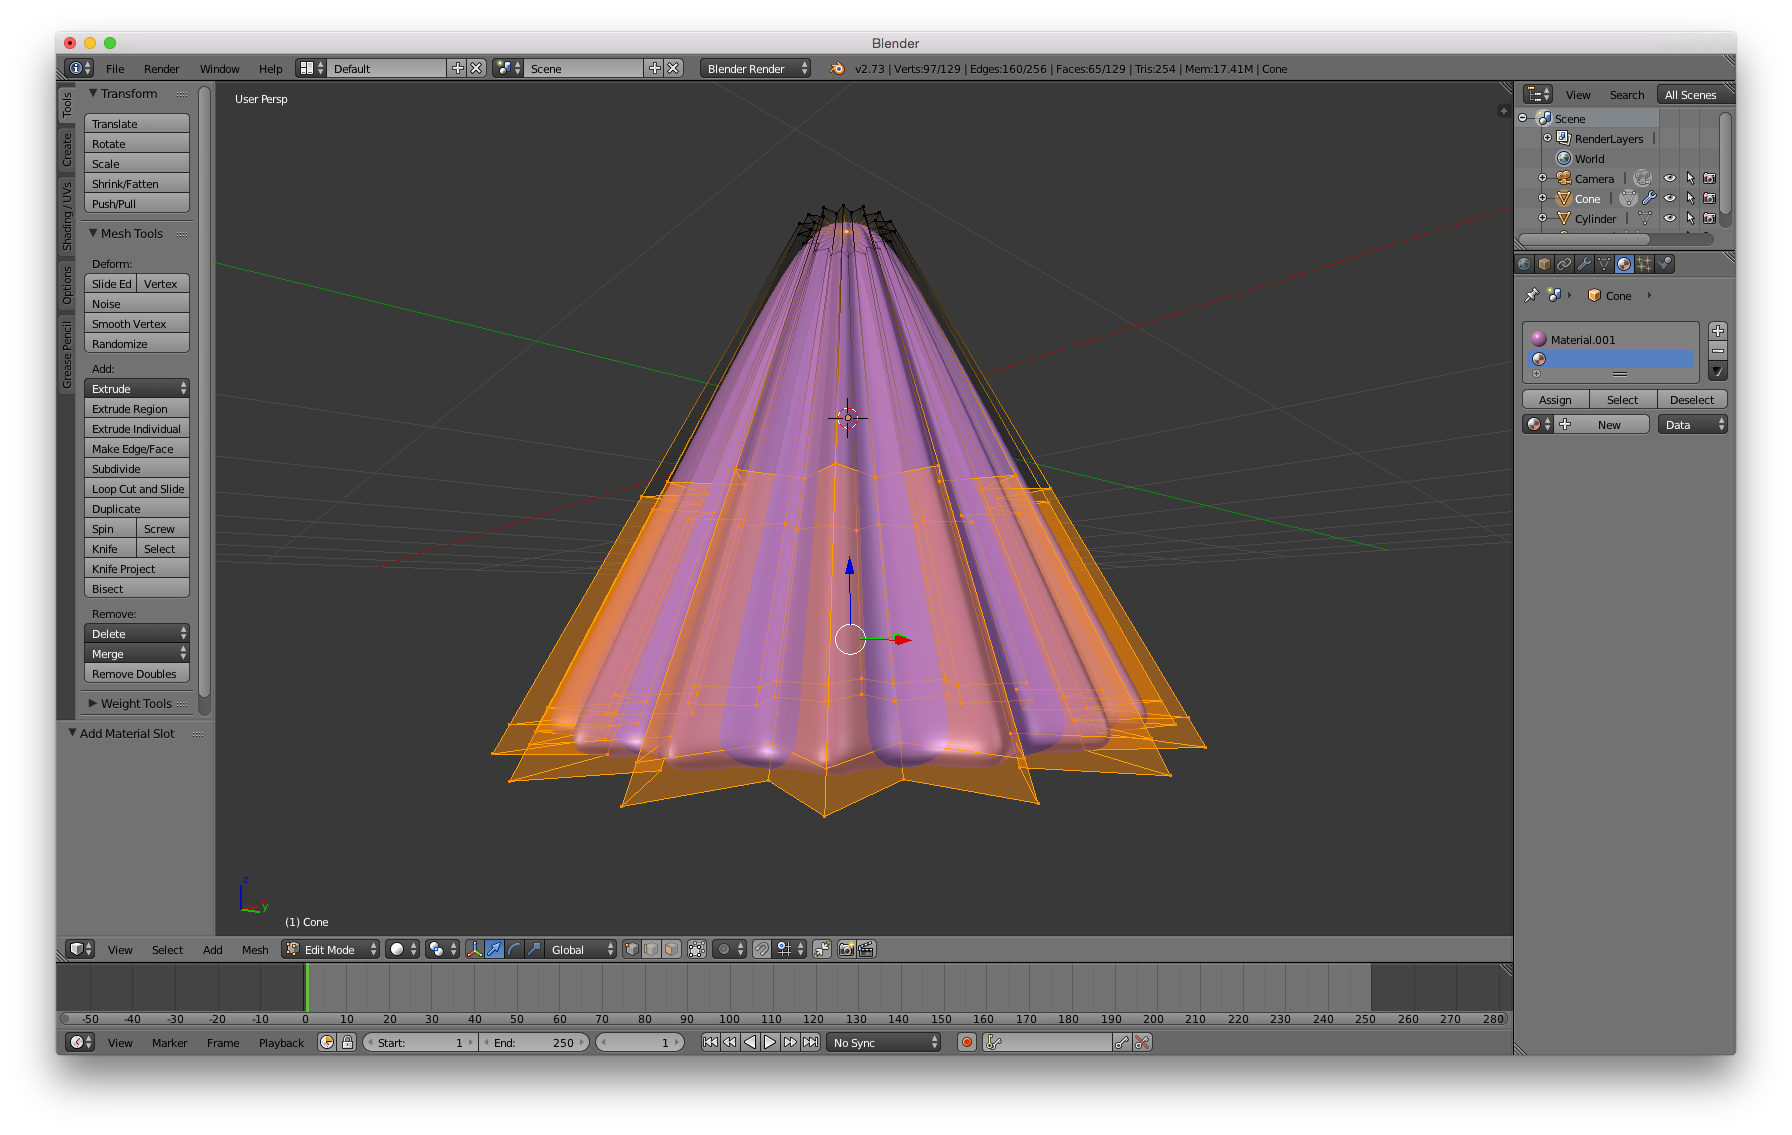 Blender
File Render Window Help Default Scene Blender Render v2.73 | Verts:97/129 | Edges:160/256 | Faces:65/129 | Tris:254 | Mem:17.41M | Cone
Tools
Create
Shading / UVs
Options
Grease Pencil
Transform
Translate
Rotate
Scale
Shrink/Fatten
Push/Pull
Mesh Tools
Deform:
Slide Ed Vertex
Noise
Smooth Vertex
Randomize
Add:
Extrude
Extrude Region
Extrude Individual
Make Edge/Face
Subdivide
Loop Cut and Slide
Duplicate
Spin Screw
Knife Select
Knife Project
Bisect
Remove:
Delete
Merge
Remove Doubles
Weight Tools
Add Material Slot
User Persp
z
y
(1) Cone
View Search All Scenes
Scene
RenderLayers
World
Camera
Cone
Cylinder
Cone
Material.001
Assign Select Deselect
New Data
View Select Add Mesh Edit Mode Global
-50 -40 -30 -20 -10 0 10 20 30 40 50 60 70 80 90 100 110 120 130 140 150 160 170 180 190 200 210 220 230 240 250 260 270 280
View Marker Frame Playback Start: 1 End: 250 1 No Sync